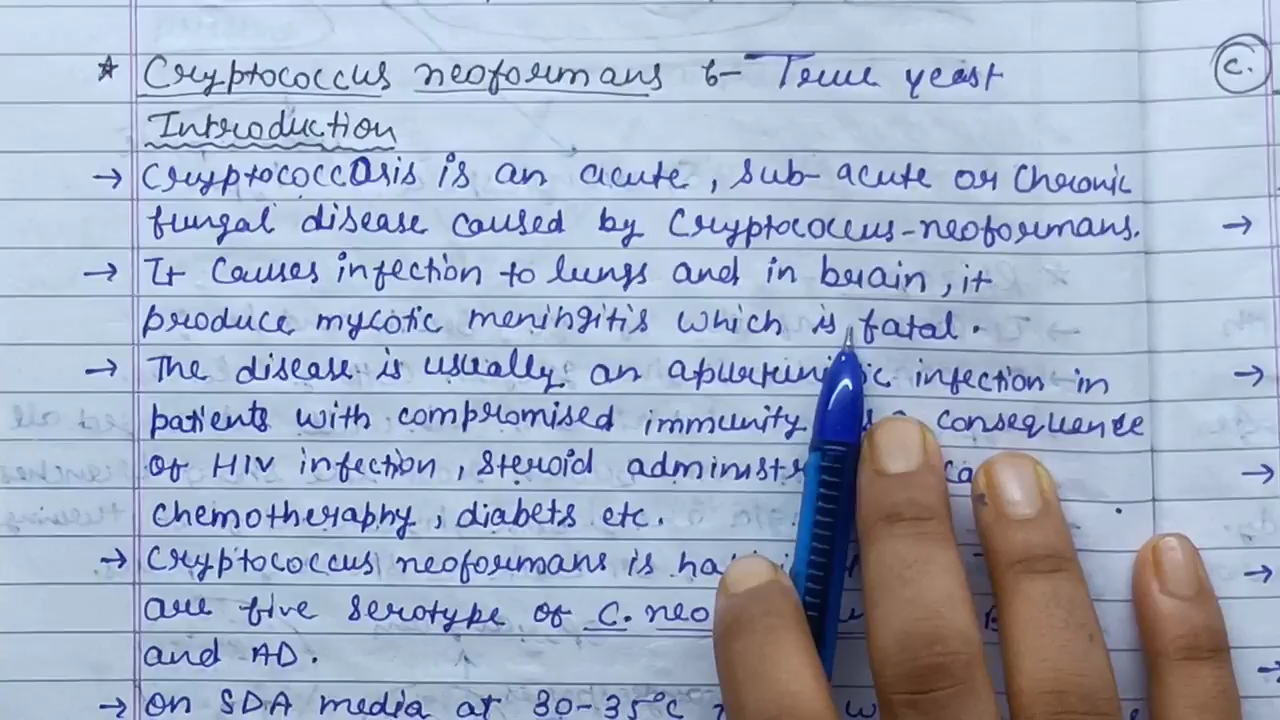 * Cryptococcus neoformans :- True yeast
Introduction
→ Cryptococcosis is an acute, sub-acute or chronic
fungal disease caused by Cryptococcus-neoformans.
→ It causes infection to lungs and in brain, it
produce mycotic meningitis which is fatal.
→ The disease is usually an infection in
patients with compromised immunity consequence
of HIV infection, steroid
chemotheraphy, diabets etc.
→ Cryptococcus neoformans is
are five serotype of C. neo
and AD.
→ On SDA media at 30-35°C
C.
→
→
→
→
→